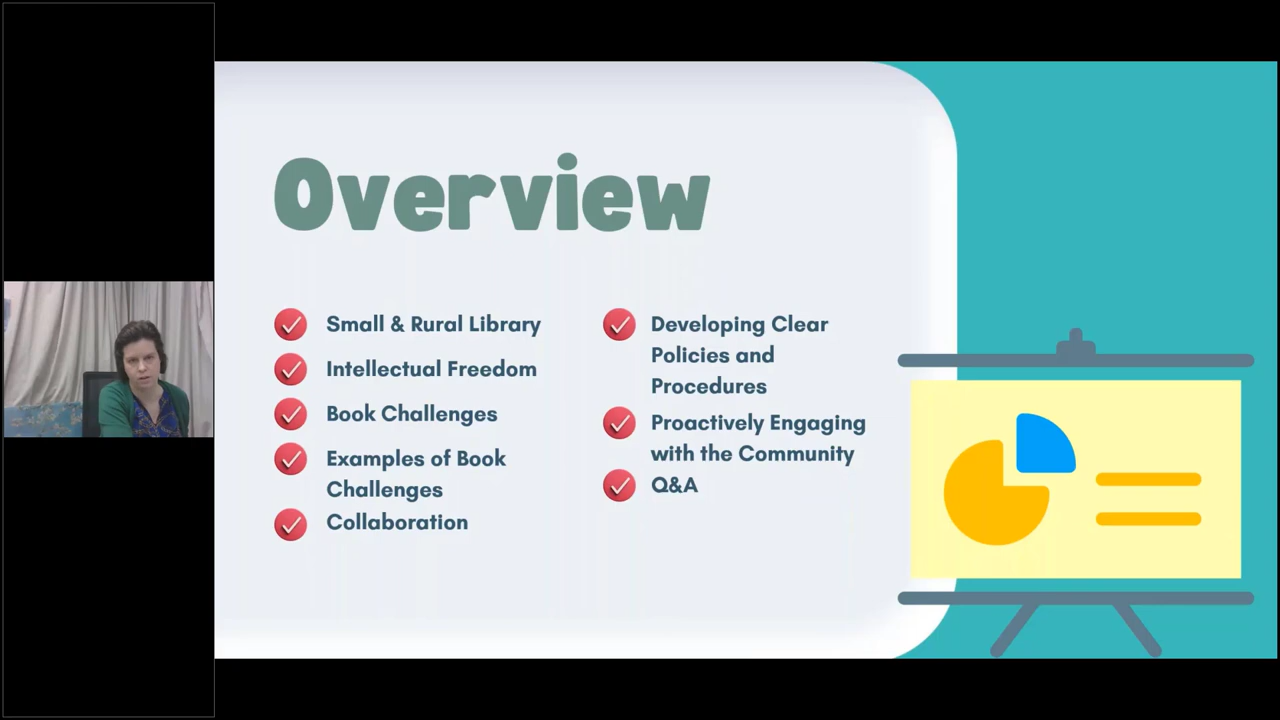 Overview
Small & Rural Library
Intellectual Freedom
Book Challenges
Examples of Book
Challenges
Collaboration
Developing Clear
Policies and
Procedures
Proactively Engaging
with the Community
Q&A